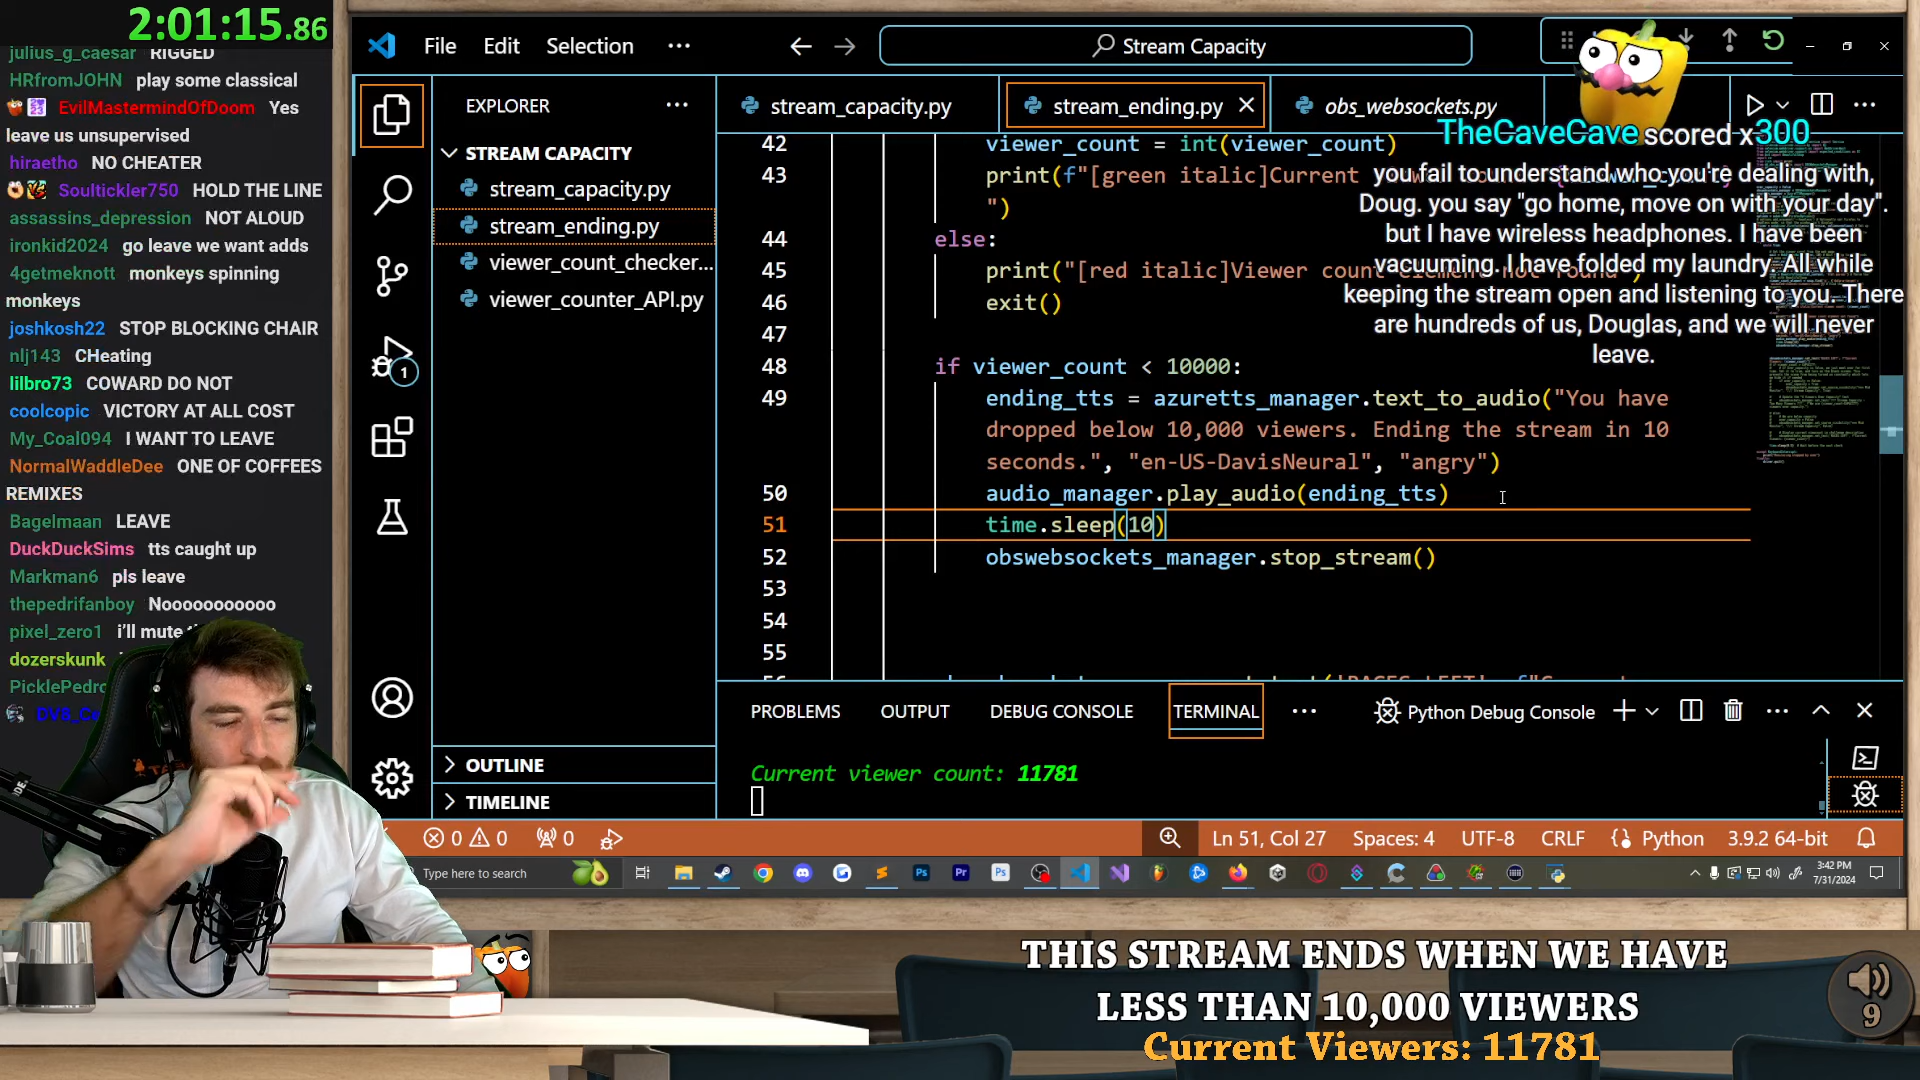 2:01:15.86
julius_g_caesar RIGGED
HRfromJOHN play some classical
EvilMastermindOfDoom Yes
leave us unsupervised
hiraetho NO CHEATER
Soultickler750 HOLD THE LINE
assassins_depression NOT ALOUD
ironkid2024 go leave we want adds
4getmeknott monkeys spinning
monkeys
joshkosh22 STOP BLOCKING CHAIR
nlj143 CHeating
lilbro73 COWARD DO NOT
coolcopic VICTORY AT ALL COST
My_Coal094 I WANT TO LEAVE
NormalWaddleDee ONE OF COFFEES
REMIXES
Bagelmaan LEAVE
DuckDuckSims tts caught up
Markman6 pls leave
thepedrifanboy Nooooooooooo
pixel_zero1 i'll mute
dozerskunk
PicklePedro
File Edit Selection ···
Stream Capacity
EXPLORER ···
STREAM CAPACITY
stream_capacity.py
stream_ending.py
viewer_count_checker...
viewer_counter_API.py
OUTLINE
TIMELINE
1
stream_capacity.py stream_ending.py obs_websockets.py
TheCaveCave scored x300
you fail to understand who you're dealing with,
Doug. you say "go home, move on with your day".
but I have wireless headphones. I have been
vacuuming. I have folded my laundry. All while
keeping the stream open and listening to you. There
are hundreds of us, Douglas, and we will never
leave.
42 viewer_count = int(viewer_count)
43 print(f"[green italic]Current
")
44 else:
45 print("[red italic]Viewer count element not found")
46 exit()
47
48 if viewer_count < 10000:
49 ending_tts = azuretts_manager.text_to_audio("You have
dropped below 10,000 viewers. Ending the stream in 10
seconds.", "en-US-DavisNeural", "angry")
50 audio_manager.play_audio(ending_tts)
51 time.sleep(10)
52 obswebsockets_manager.stop_stream()
53
54
55
PROBLEMS OUTPUT DEBUG CONSOLE TERMINAL ··· Python Debug Console
Current viewer count: 11781
0 0 0 Ln 51, Col 27 Spaces: 4 UTF-8 CRLF Python 3.9.2 64-bit
Type here to search
3:42 PM
7/31/2024
THIS STREAM ENDS WHEN WE HAVE
LESS THAN 10,000 VIEWERS
Current Viewers: 11781
9